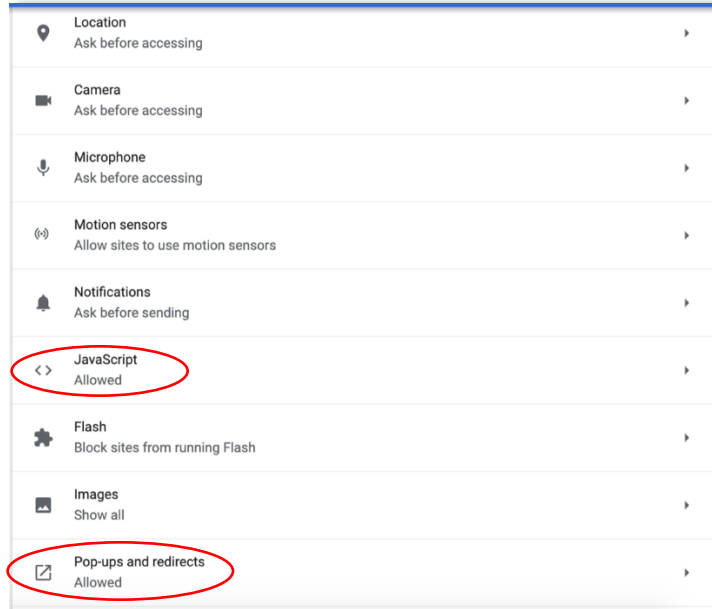 Location
Ask before accessing
Camera
Ask before accessing
Microphone
Ask before accessing
Motion sensors
Allow sites to use motion sensors
Notifications
Ask before sending
JavaScript
Allowed
Flash
Block sites from running Flash
Images
Show all
Pop-ups and redirects
Allowed